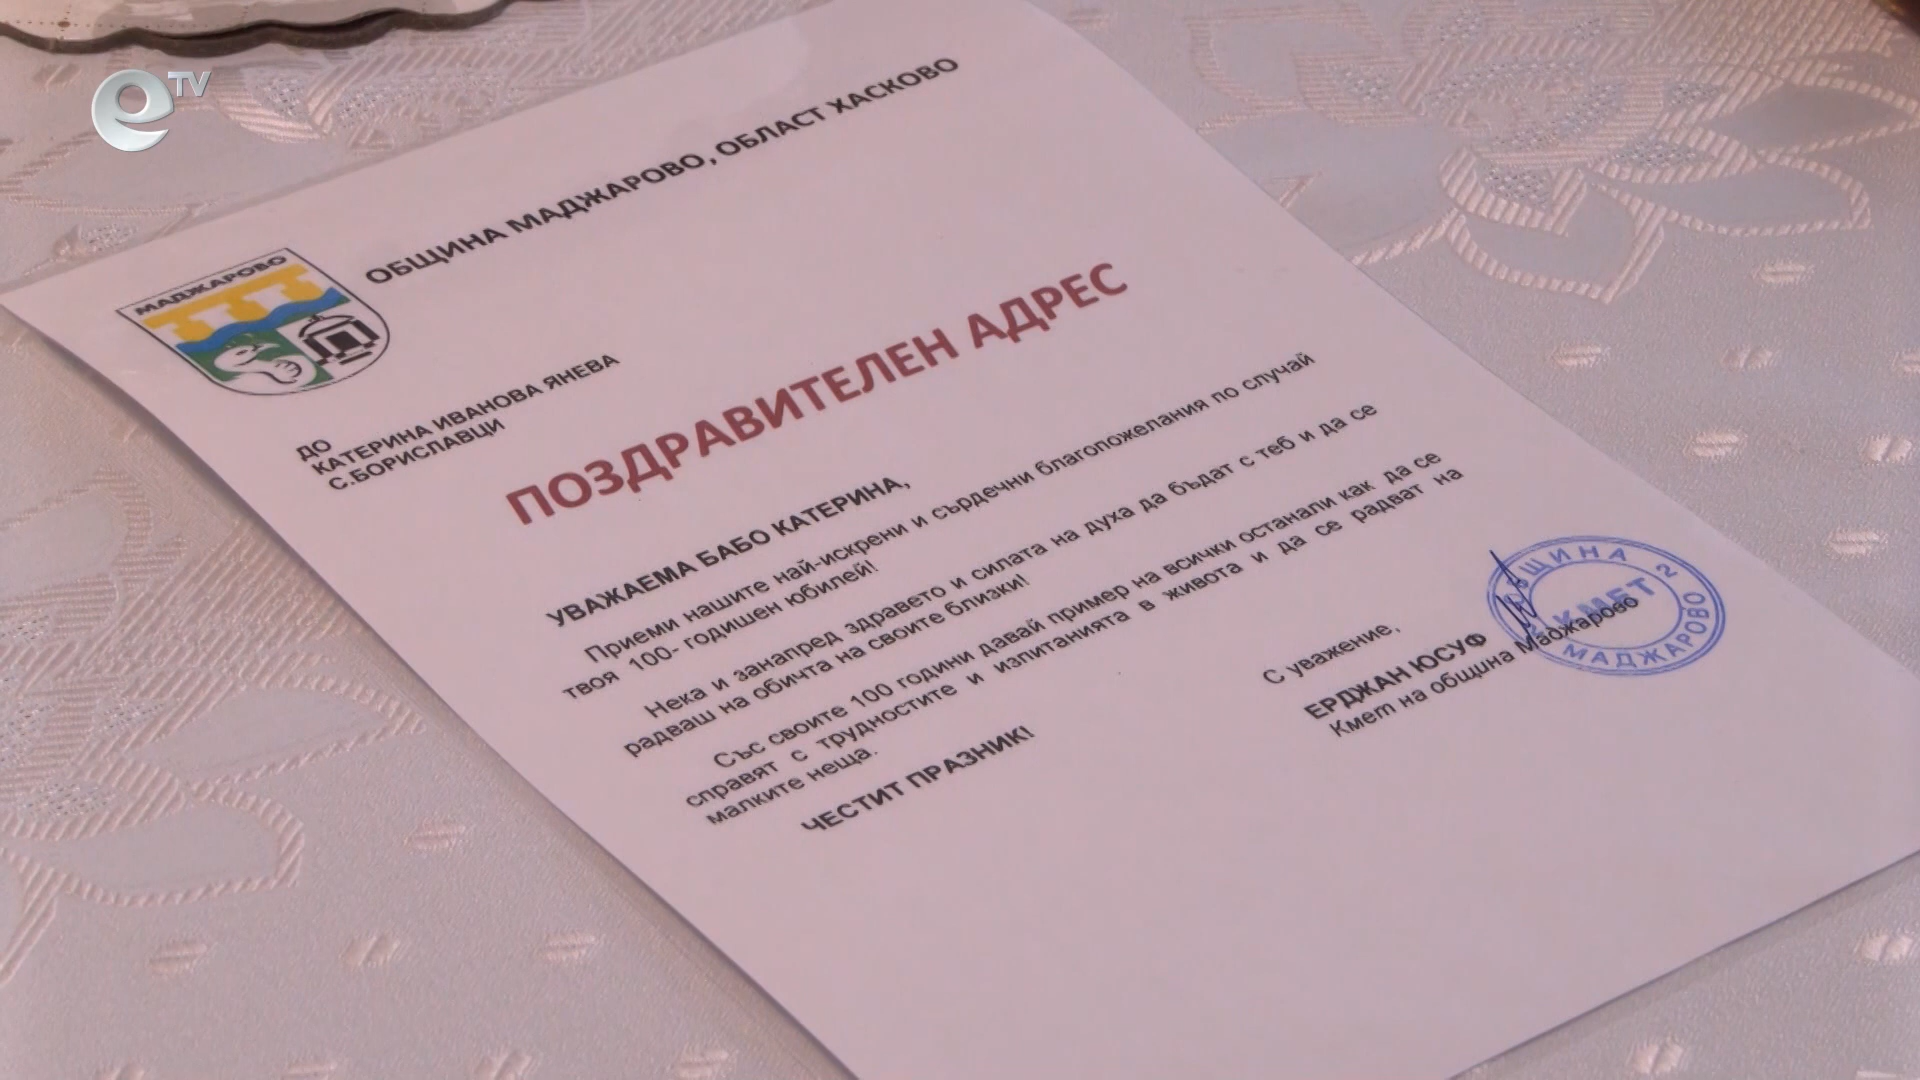 e TV
ОБЩИНА МАДЖАРОВО, ОБЛАСТ ХАСКОВО
МАДЖАРОВО
ДО
КАТЕРИНА ИВАНОВА ЯНЕВА
С.БОРИСЛАВЦИ
ПОЗДРАВИТЕЛЕН АДРЕС
УВАЖАЕМА БАБО КАТЕРИНА,
Приеми нашите най-искрени и сърдечни благопожелания по случай
твоя 100- годишен юбилей!
Нека и занапред здравето и силата на духа да бъдат с теб и да се
радваш на обичта на своите близки!
Със своите 100 години давай пример на всички останали как да се
справят с трудностите и изпитанията в живота и да се радват на
малките неща.
ЧЕСТИТ ПРАЗНИК!
С уважение,
ЕРДЖАН ЮСУФ
Кмет на община Маджарово
ОБЩИНА 2
КМЕТ
МАДЖАРОВО